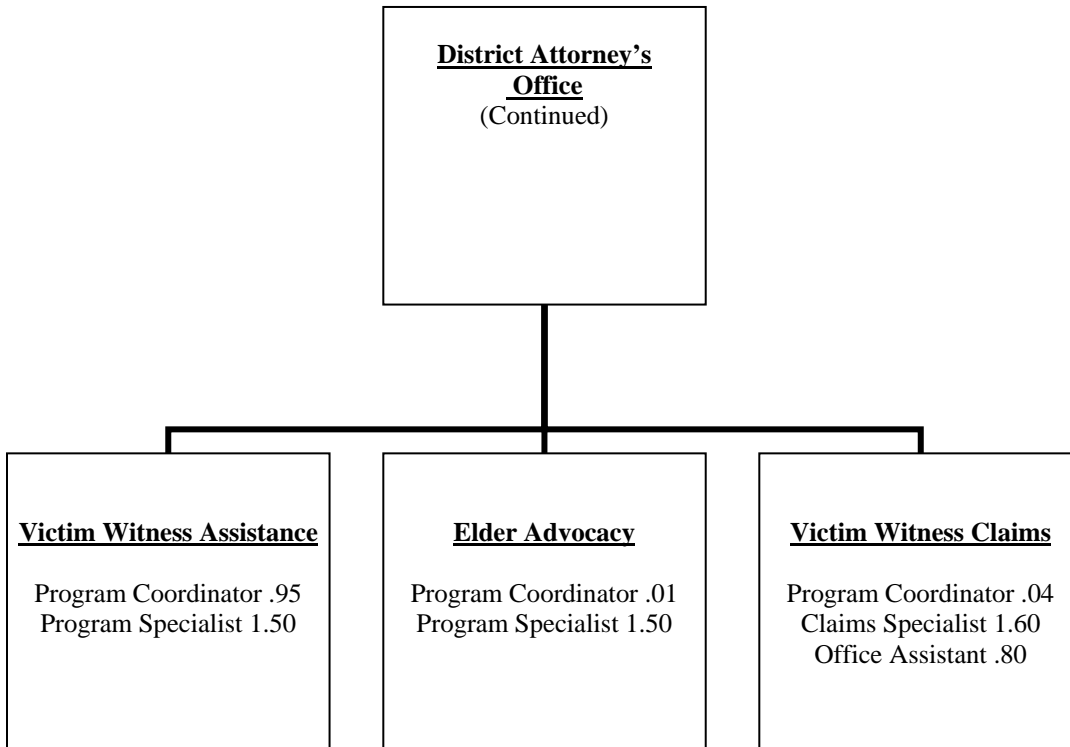 District Attorney's
Office
(Continued)
Victim Witness Assistance
Program Coordinator .95
Program Specialist 1.50
Elder Advocacy
Program Coordinator .01
Program Specialist 1.50
Victim Witness Claims
Program Coordinator .04
Claims Specialist 1.60
Office Assistant .80